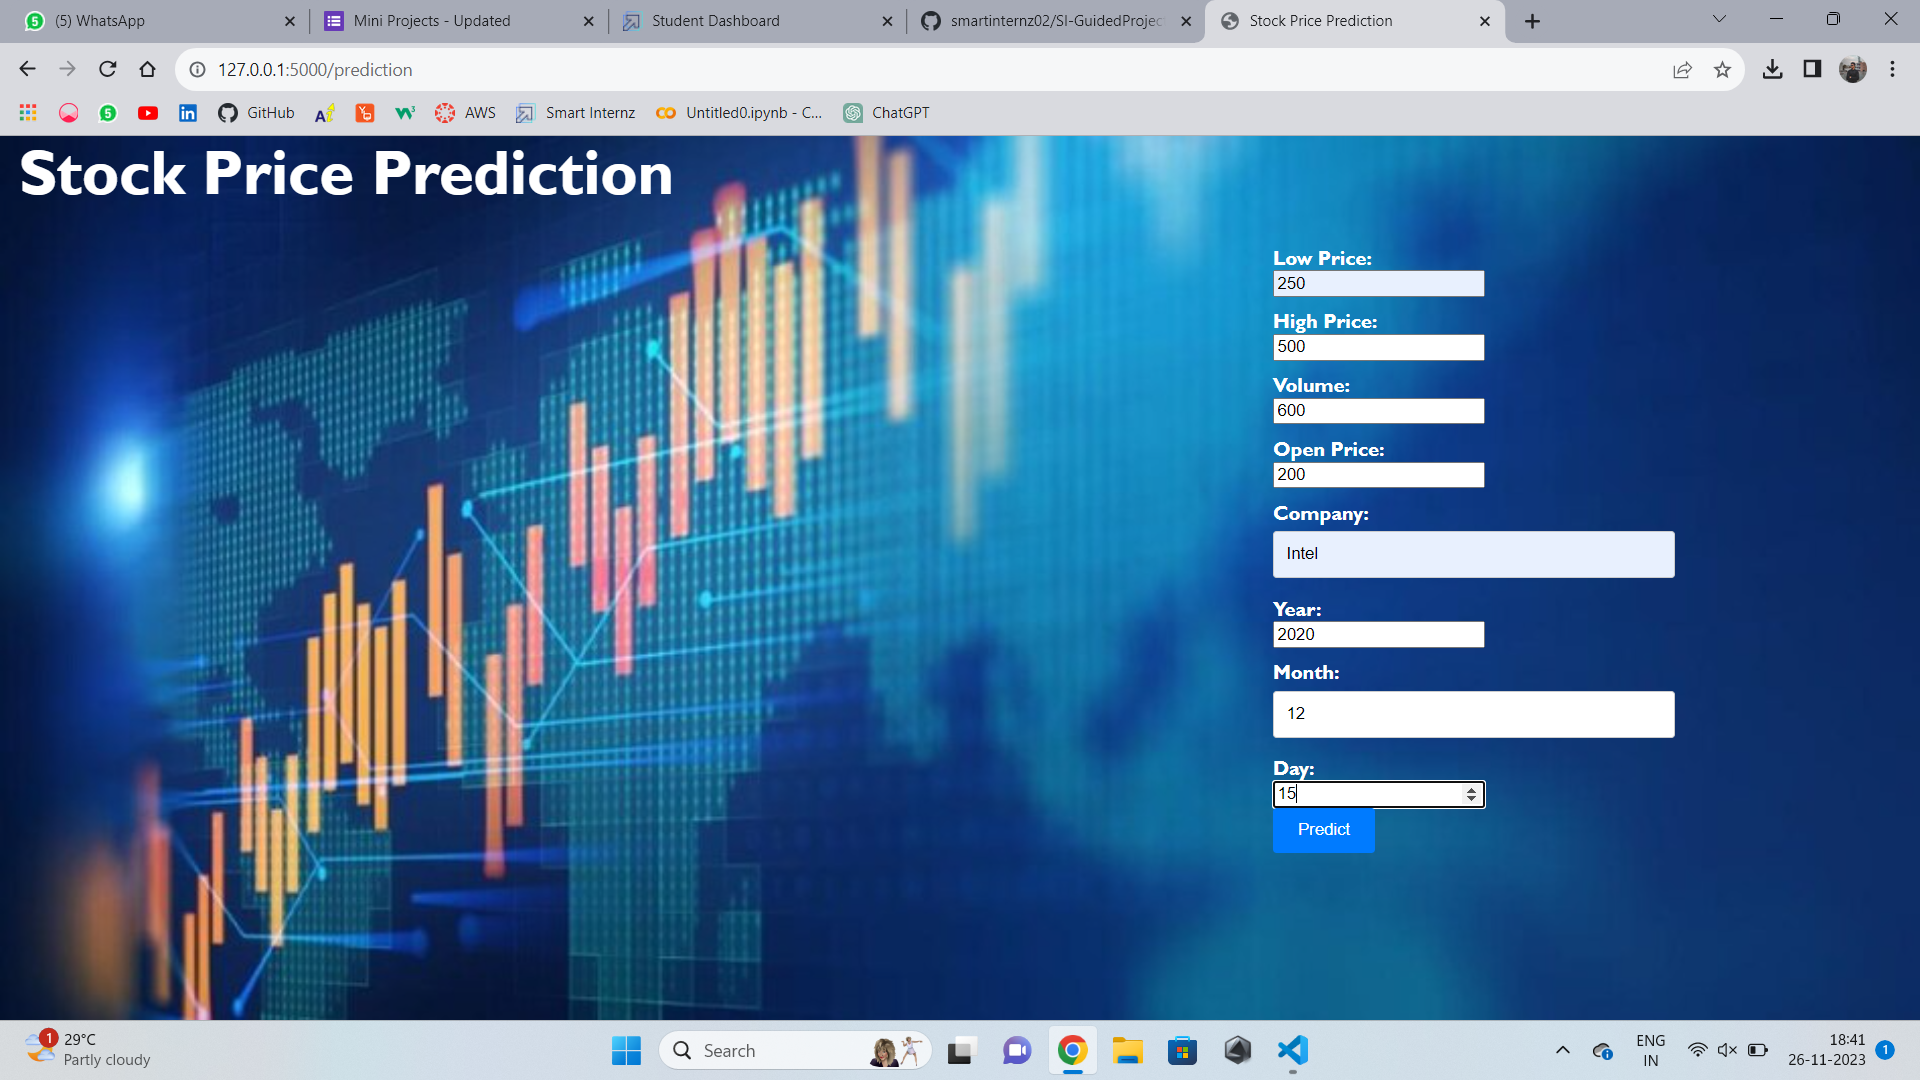 (5) WhatsApp
Mini Projects - Updated
Student Dashboard
smartinternz02/SI-GuidedProjec
Stock Price Prediction
127.0.0.1:5000/prediction
5
GitHub
AWS
Smart Internz
Untitled0.ipynb - C...
ChatGPT
Stock Price Prediction
Low Price:
250
High Price:
500
Volume:
600
Open Price:
200
Company:
Intel
Year:
2020
Month:
12
Day:
15
Predict
1
29°C
Partly cloudy
Search
ENG
IN
18:41
26-11-2023
1